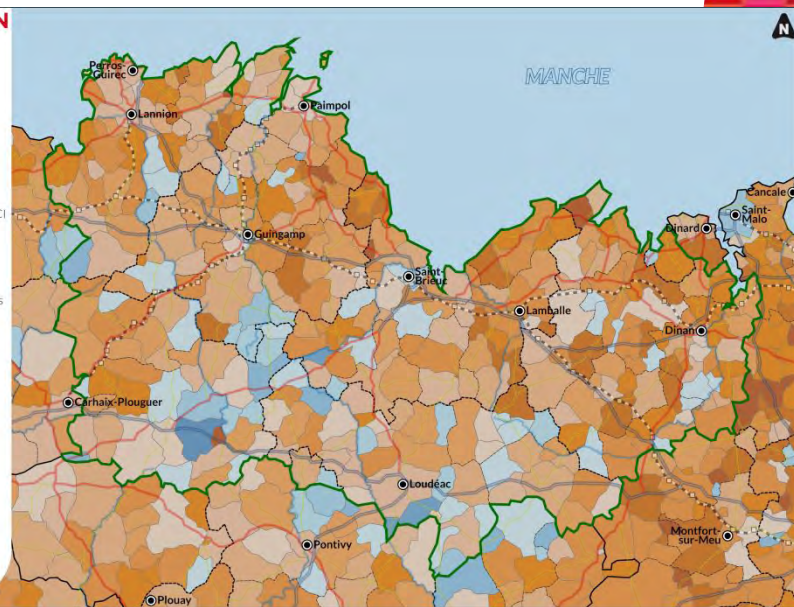 N
N
Perros-
Guirec
MANCHE
Lannion
Paimpol
Cancale
Saint-
Malo
CI
Dinard
Guingamp
Saint-
Brieuc
s
Lamballe
Dinan
Carhaix-Plouguer
Loudéac
Montfort-
sur-Meu
Pontivy
Plouay